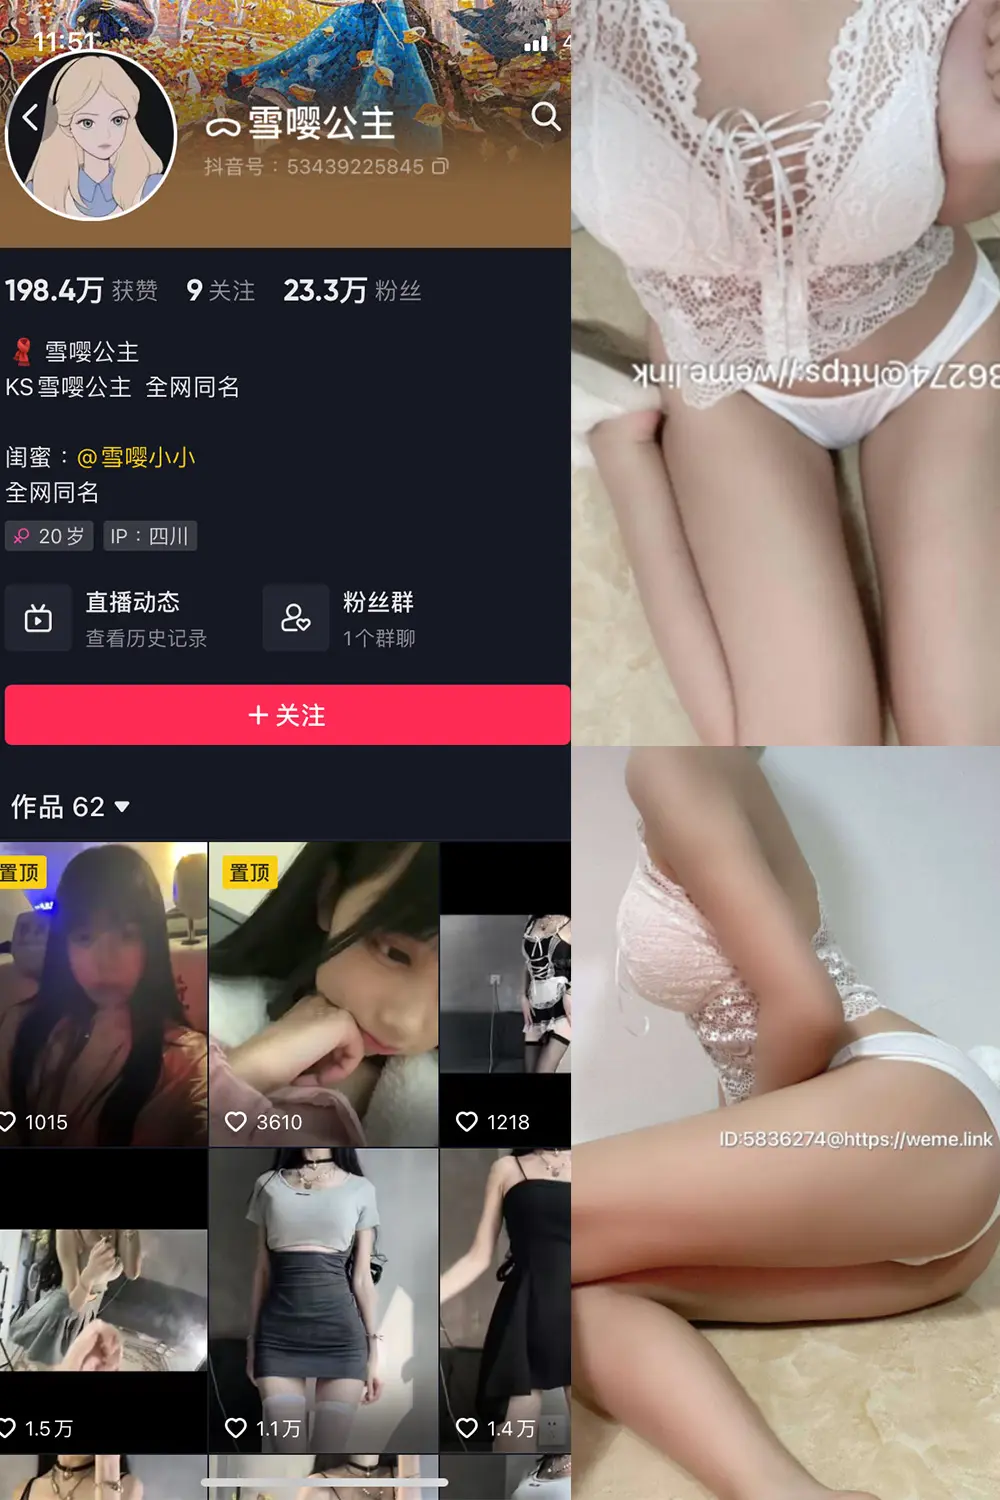 11:51
雪嘤公主
抖音号：53439225845
198.4万 获赞 9 关注 23.3万 粉丝
雪嘤公主
KS雪嘤公主 全网同名
闺蜜：@雪嘤小小
全网同名
20岁 IP：四川
直播动态
查看历史记录
粉丝群
1个群聊
+ 关注
作品 62
置顶
置顶
1015
3610
1218
1.5万
1.1万
1.4万
36274@https://weme.link
ID:5836274@https://weme.link